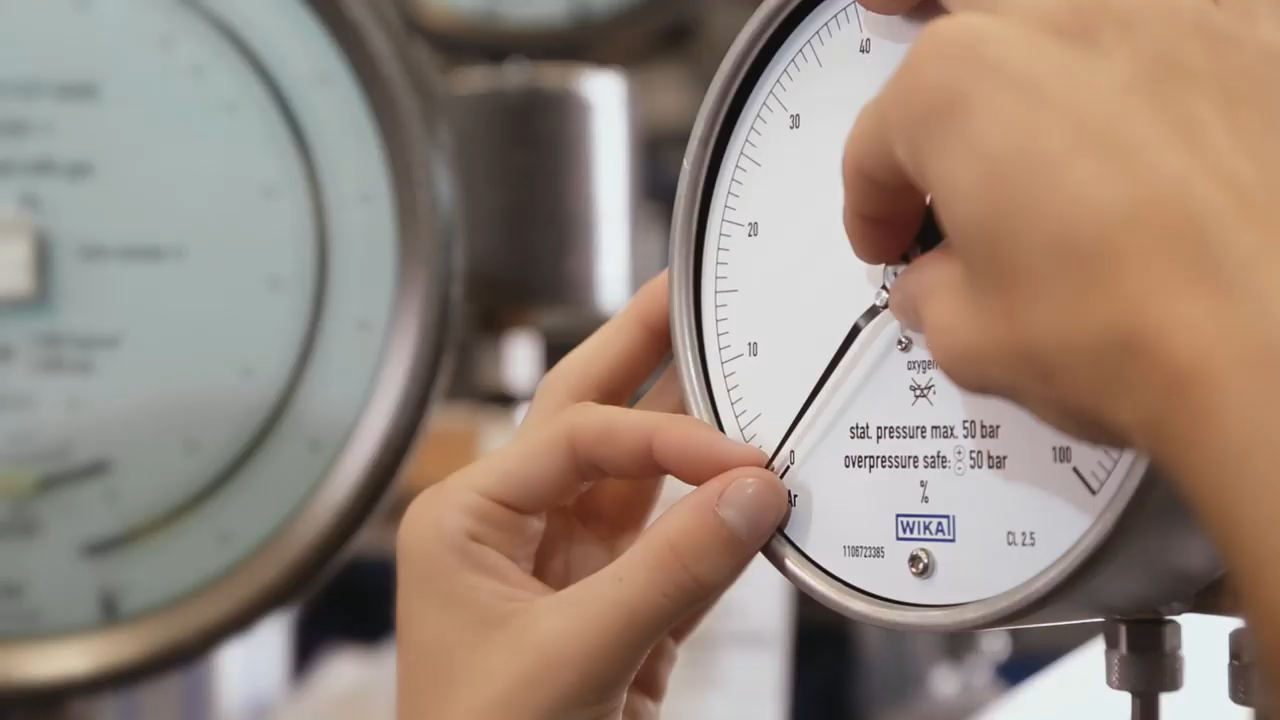 40
30
20
10
0
100
oxygen
stat. pressure max. 50 bar
overpressure safe: 50 bar
%
Ar
WIKA
1106723385
CL 2.5